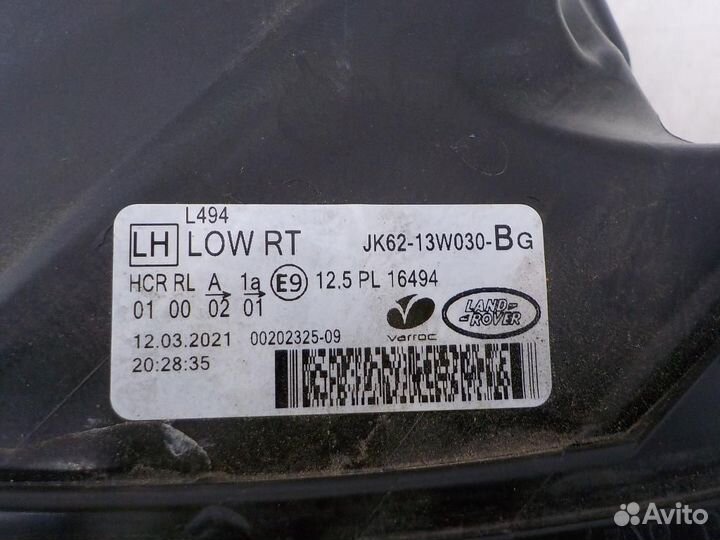 L494
LH LOW RT JK62-13W030-BG
HCR RL A 1a E9 12.5 PL 16494
01 00 02 01
12.03.2021 00202325-09
20:28:35
varroc
LAND-
-ROVER
Avito